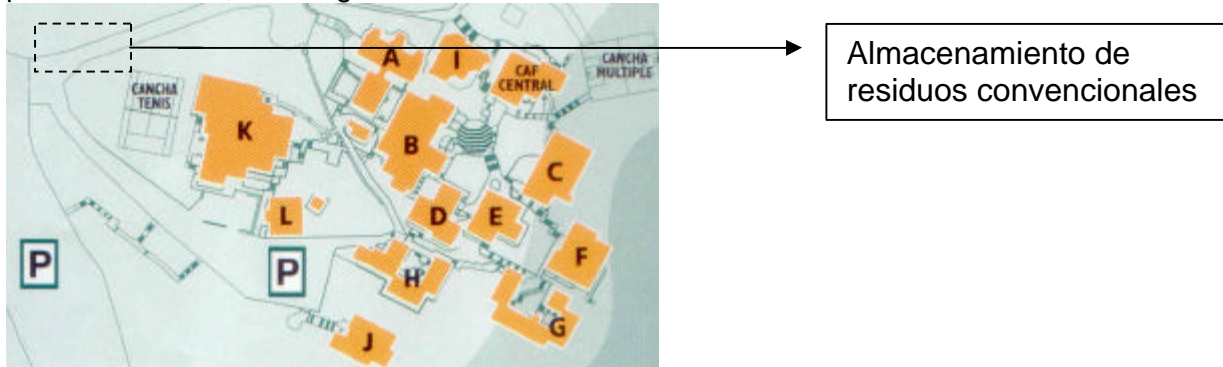 A
I
CAF
CENTRAL
CANCHA
MULTIPLE
Almacenamiento de
residuos convencionales
CANCHA
TENIS
K
B
C
L
D
E
F
P
P
H
G
J